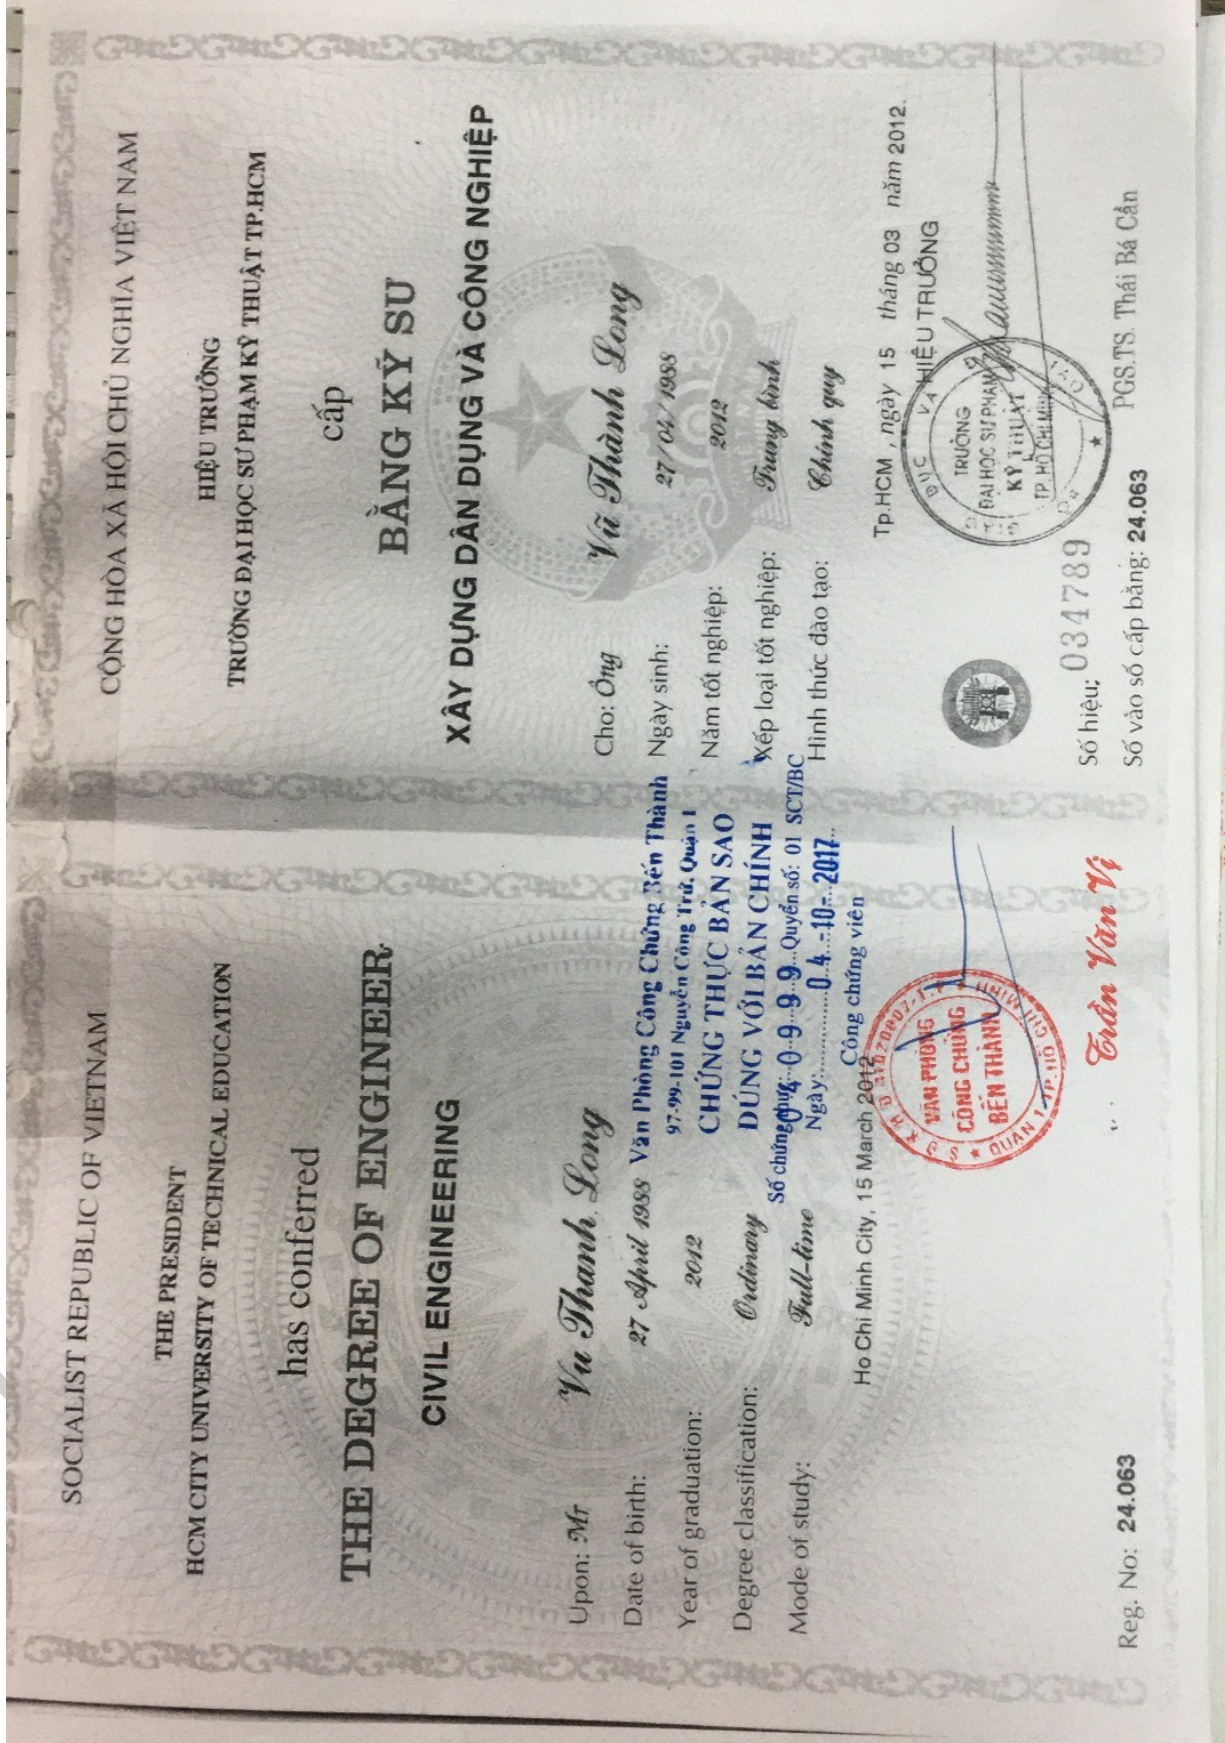 SOCIALIST REPUBLIC OF VIETNAM
THE PRESIDENT
HCM CITY UNIVERSITY OF TECHNICAL EDUCATION
has conferred
THE DEGREE OF ENGINEER
CIVIL ENGINEERING
Upon: Mr Vu Thanh Long
Date of birth: 27 April 1988
Year of graduation: 2012
Degree classification: Ordinary
Mode of study: Full-time
Ho Chi Minh City, 15 March 2012
Reg. No: 24.063
Văn Phòng Công Chứng Bến Thành
97-99-101 Nguyễn Công Trứ, Quận 1
CHỨNG THỰC BẢN SAO
ĐÚNG VỚI BẢN CHÍNH
Số chứng thực 040999 Quyển số: 01 SCT/BC
Ngày: 04-10-2017
Công chứng viên
VĂN PHÒNG
CÔNG CHỨNG
BẾN THÀNH
QUẬN 1 - TP.HỒ CHÍ MINH
Trần Văn Vị
CỘNG HÒA XÃ HỘI CHỦ NGHĨA VIỆT NAM
HIỆU TRƯỞNG
TRƯỜNG ĐẠI HỌC SƯ PHẠM KỸ THUẬT TP.HCM
cấp
BẰNG KỸ SƯ
XÂY DỰNG DÂN DỤNG VÀ CÔNG NGHIỆP
Cho: Ông Vũ Thành Long
Ngày sinh: 27/04/1988
Năm tốt nghiệp: 2012
Xếp loại tốt nghiệp: Trung bình
Hình thức đào tạo: Chính quy
Tp.HCM, ngày 15 tháng 03 năm 2012.
HIỆU TRƯỞNG
TRƯỜNG
ĐẠI HỌC SƯ PHẠM
KỸ THUẬT
TP. HỒ CHÍ MINH
Số hiệu: 034789
PGS.TS. Thái Bá Cần
Số vào sổ cấp bằng: 24.063